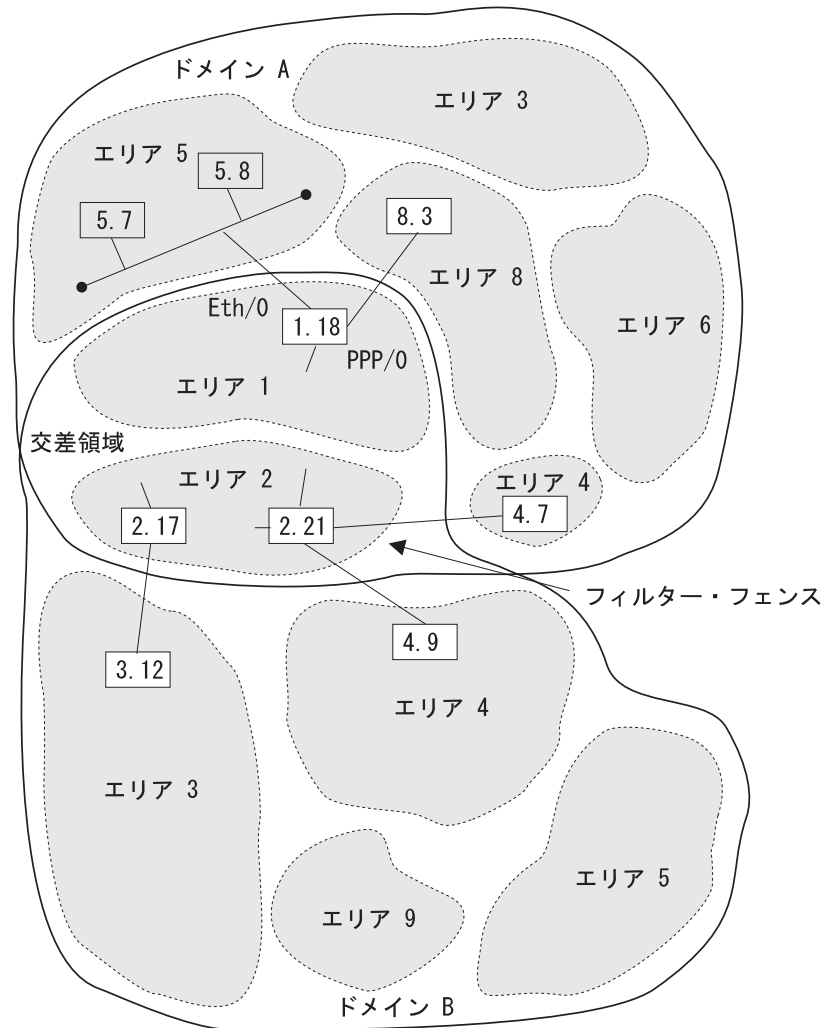 ドメイン A
エリア 3
エリア 5
5.8
5.7
8.3
エリア 8
Eth/0
1.18
エリア 6
PPP/0
エリア 1
交差領域
エリア 2
エリア 4
4.7
2.17
2.21
フィルター・フェンス
4.9
3.12
エリア 4
エリア 3
エリア 5
エリア 9
ドメイン B